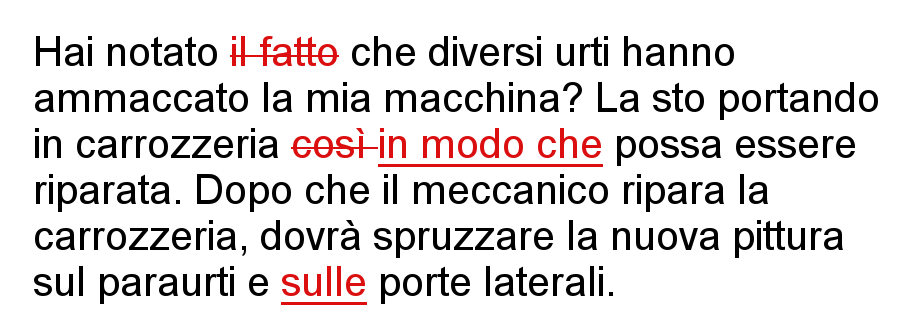 Hai notato il fatto che diversi urti hanno
ammaccato la mia macchina? La sto portando
in carrozzeria così in modo che possa essere
riparata. Dopo che il meccanico ripara la
carrozzeria, dovrà spruzzare la nuova pittura
sul paraurti e sulle porte laterali.